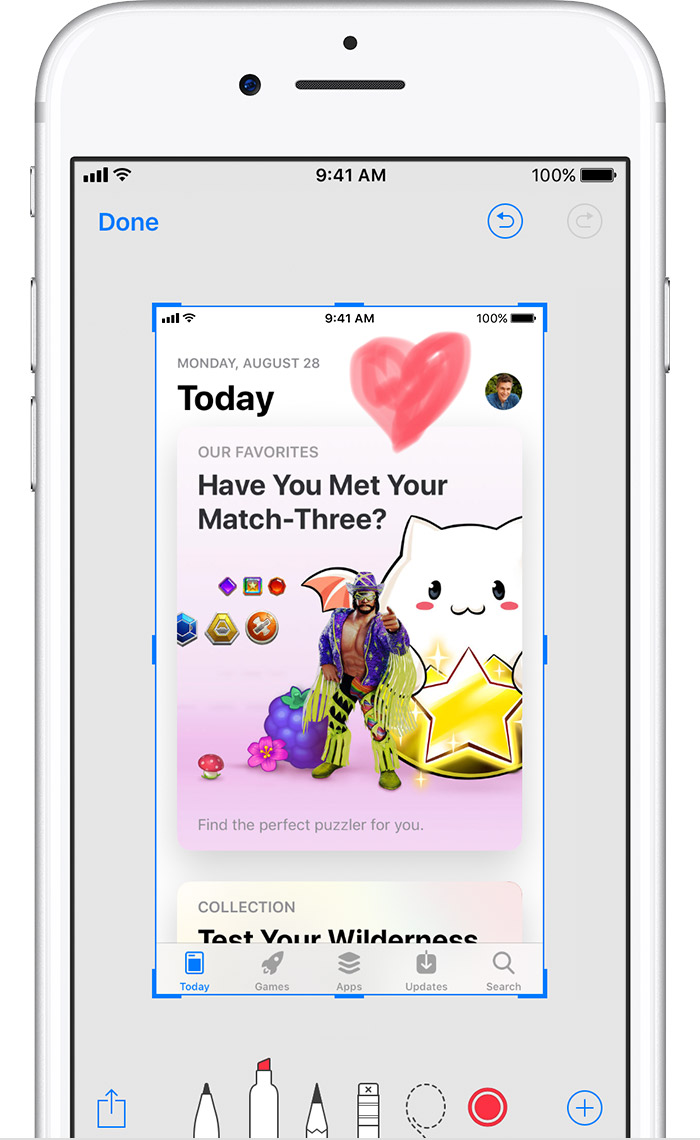 9:41 AM 100%
Done
9:41 AM 100%
MONDAY, AUGUST 28
Today
OUR FAVORITES
Have You Met Your
Match-Three?
Find the perfect puzzler for you.
COLLECTION
Test Your Wilderness
Today Games Apps Updates Search